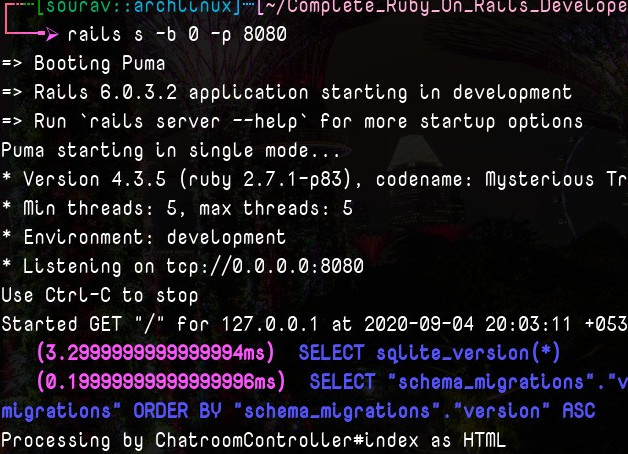 [sourav::archlinux]-[~/Complete_Ruby_On_Rails_Develope
rails s -b 0 -p 8080
=> Booting Puma
=> Rails 6.0.3.2 application starting in development
=> Run `rails server --help` for more startup options
Puma starting in single mode...
* Version 4.3.5 (ruby 2.7.1-p83), codename: Mysterious Tr
* Min threads: 5, max threads: 5
* Environment: development
* Listening on tcp://0.0.0.0:8080
Use Ctrl-C to stop
Started GET "/" for 127.0.0.1 at 2020-09-04 20:03:11 +053
(3.2999999999999994ms) SELECT sqlite_version(*)
(0.19999999999999996ms) SELECT "schema_migrations"."v
migrations" ORDER BY "schema_migrations"."version" ASC
Processing by ChatroomController#index as HTML